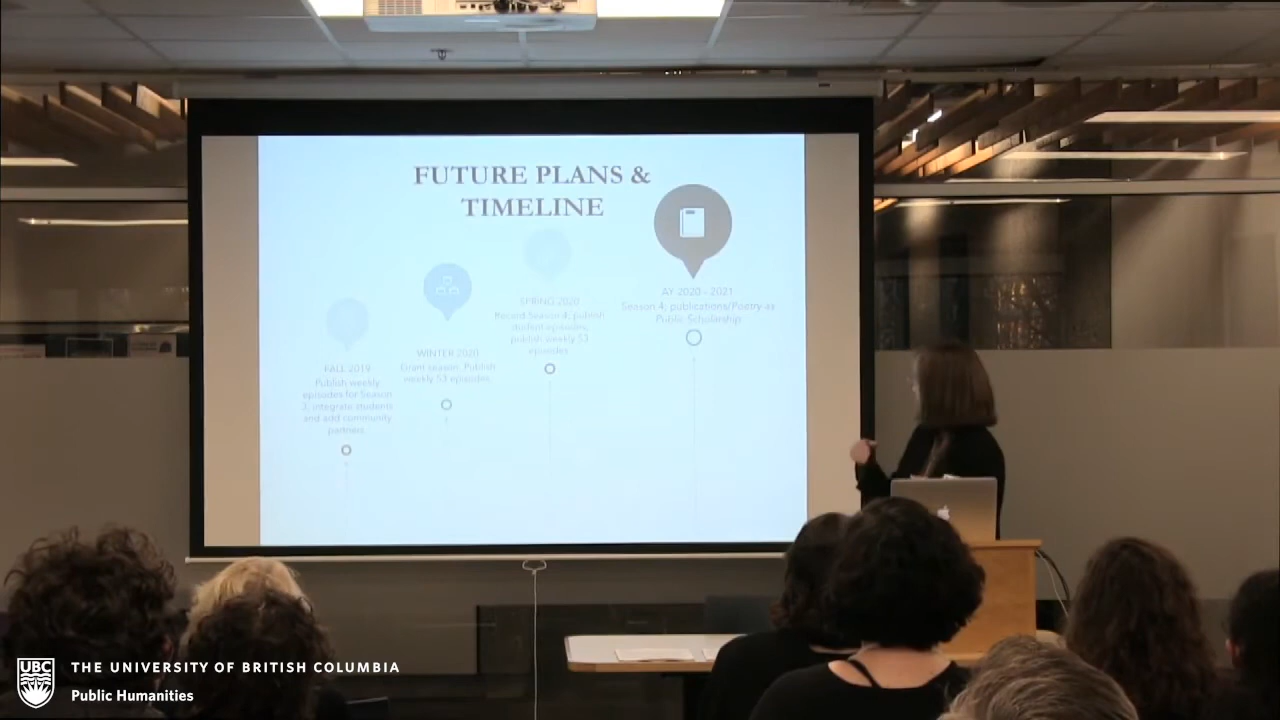 FUTURE PLANS &
TIMELINE
FALL 2019
Publish weekly
episodes for Season
3, integrate students
and add community
partners
WINTER 2020
Grant season, Publish
weekly S3 episodes
SPRING 2020
Record Season 4, publish
student episodes,
publish weekly S3
episodes
AY 2020 - 2021
Season 4; publications/Poetry as
Public Scholarship
UBC
THE UNIVERSITY OF BRITISH COLUMBIA
Public Humanities